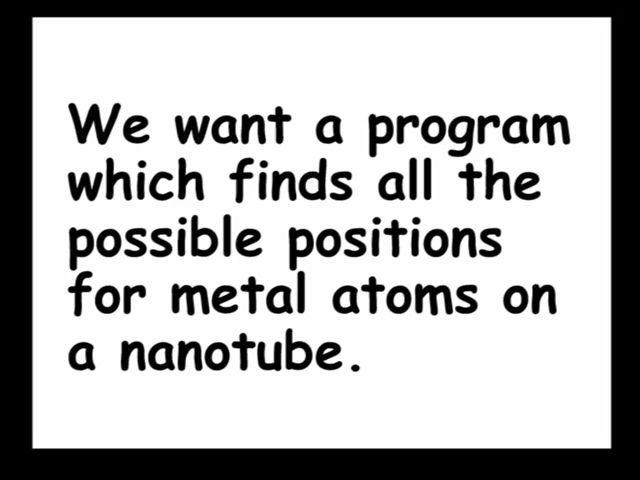 We want a program
which finds all the
possible positions
for metal atoms on
a nanotube.